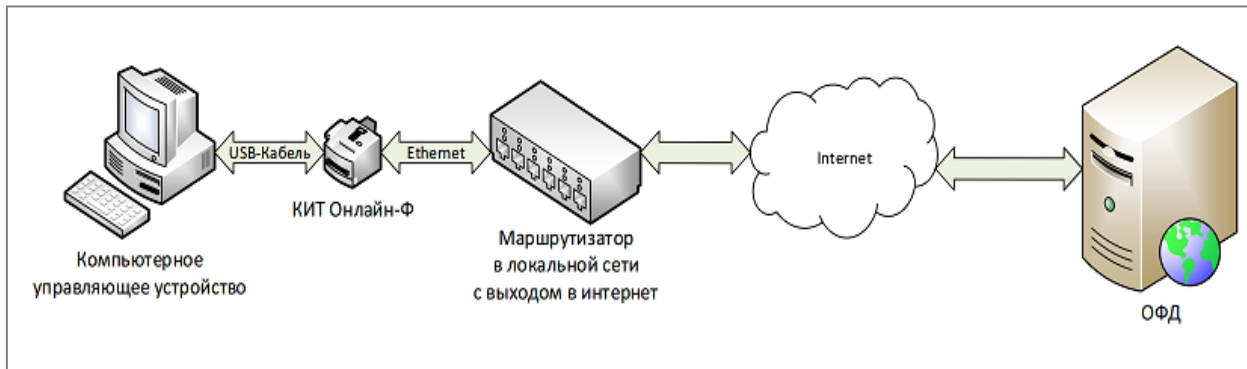 USB-Кабель
Ethernet
Internet
КИТ Онлайн-Ф
Компьютерное
управляющее устройство
Маршрутизатор
в локальной сети
с выходом в интернет
ОФД